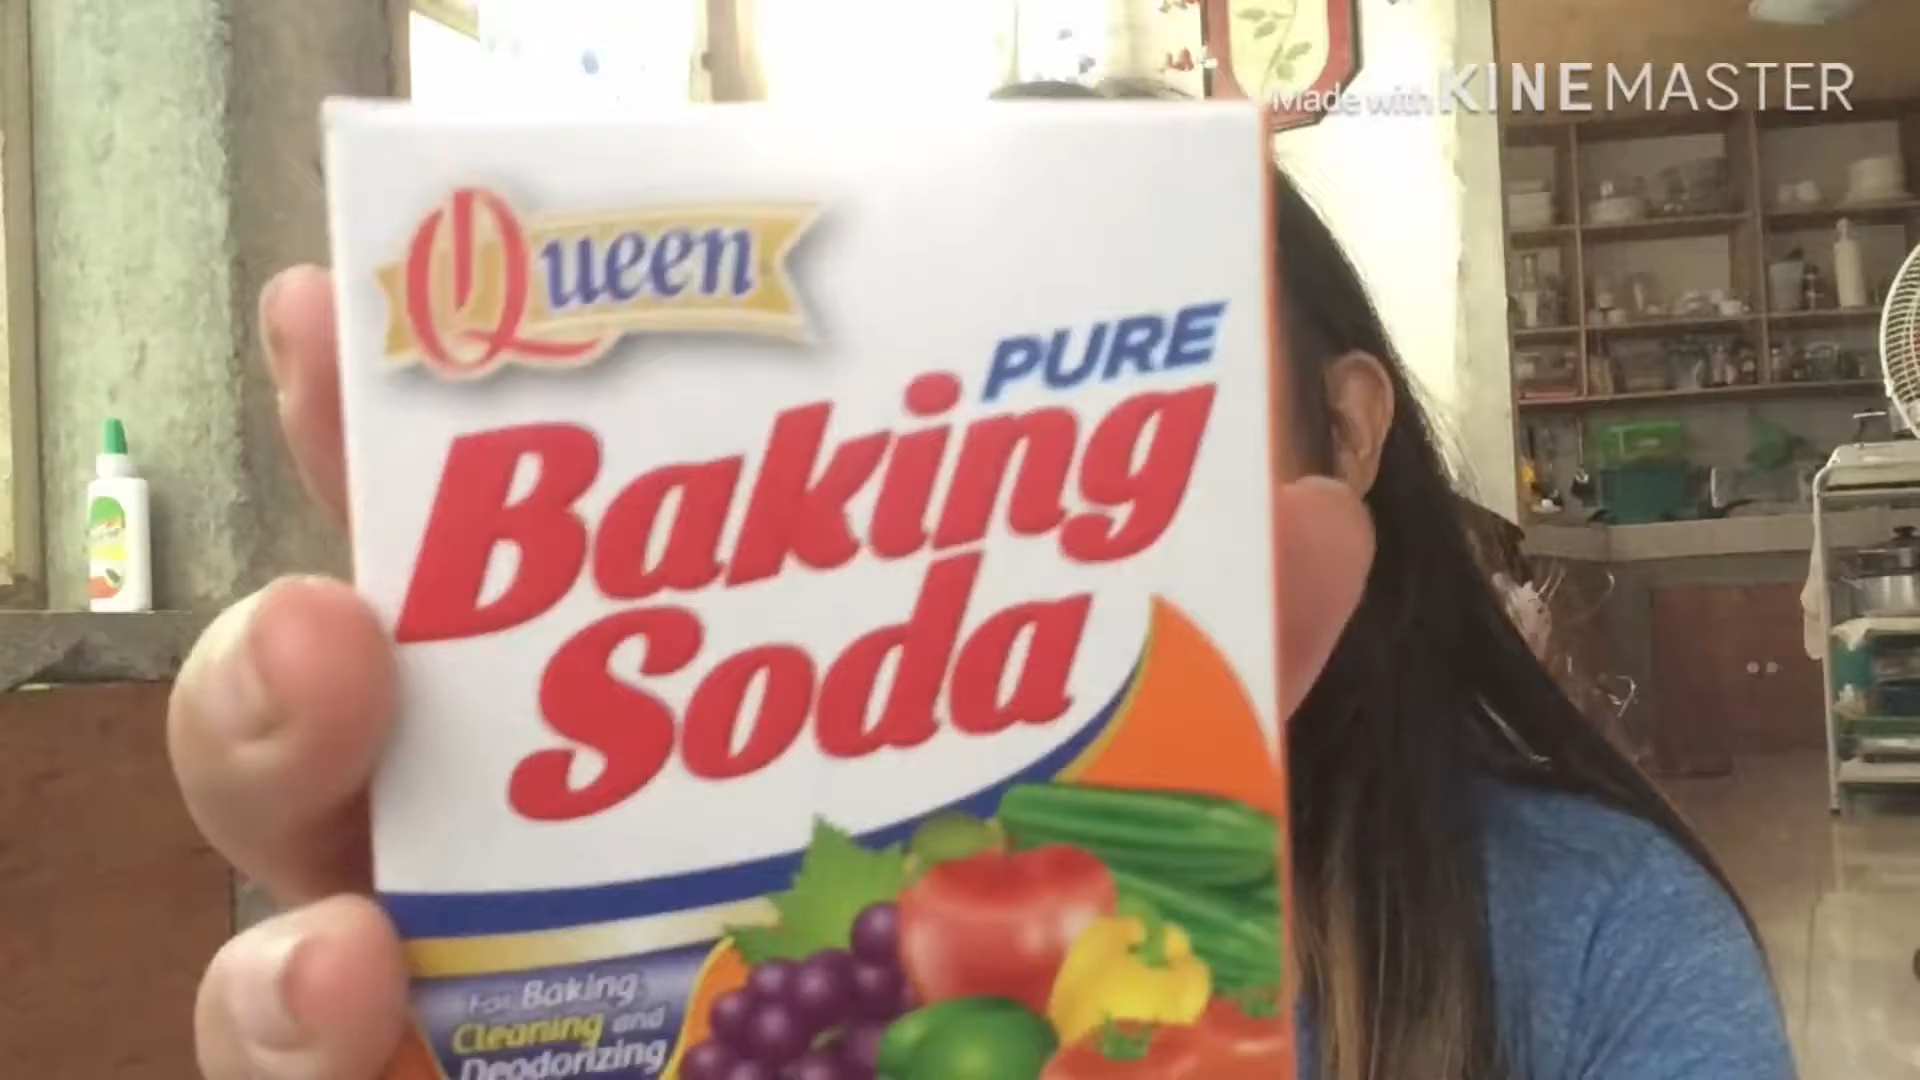 Made with KINEMASTER
Queen
PURE
Baking
Soda
For Baking
Cleaning and
Deodorizing